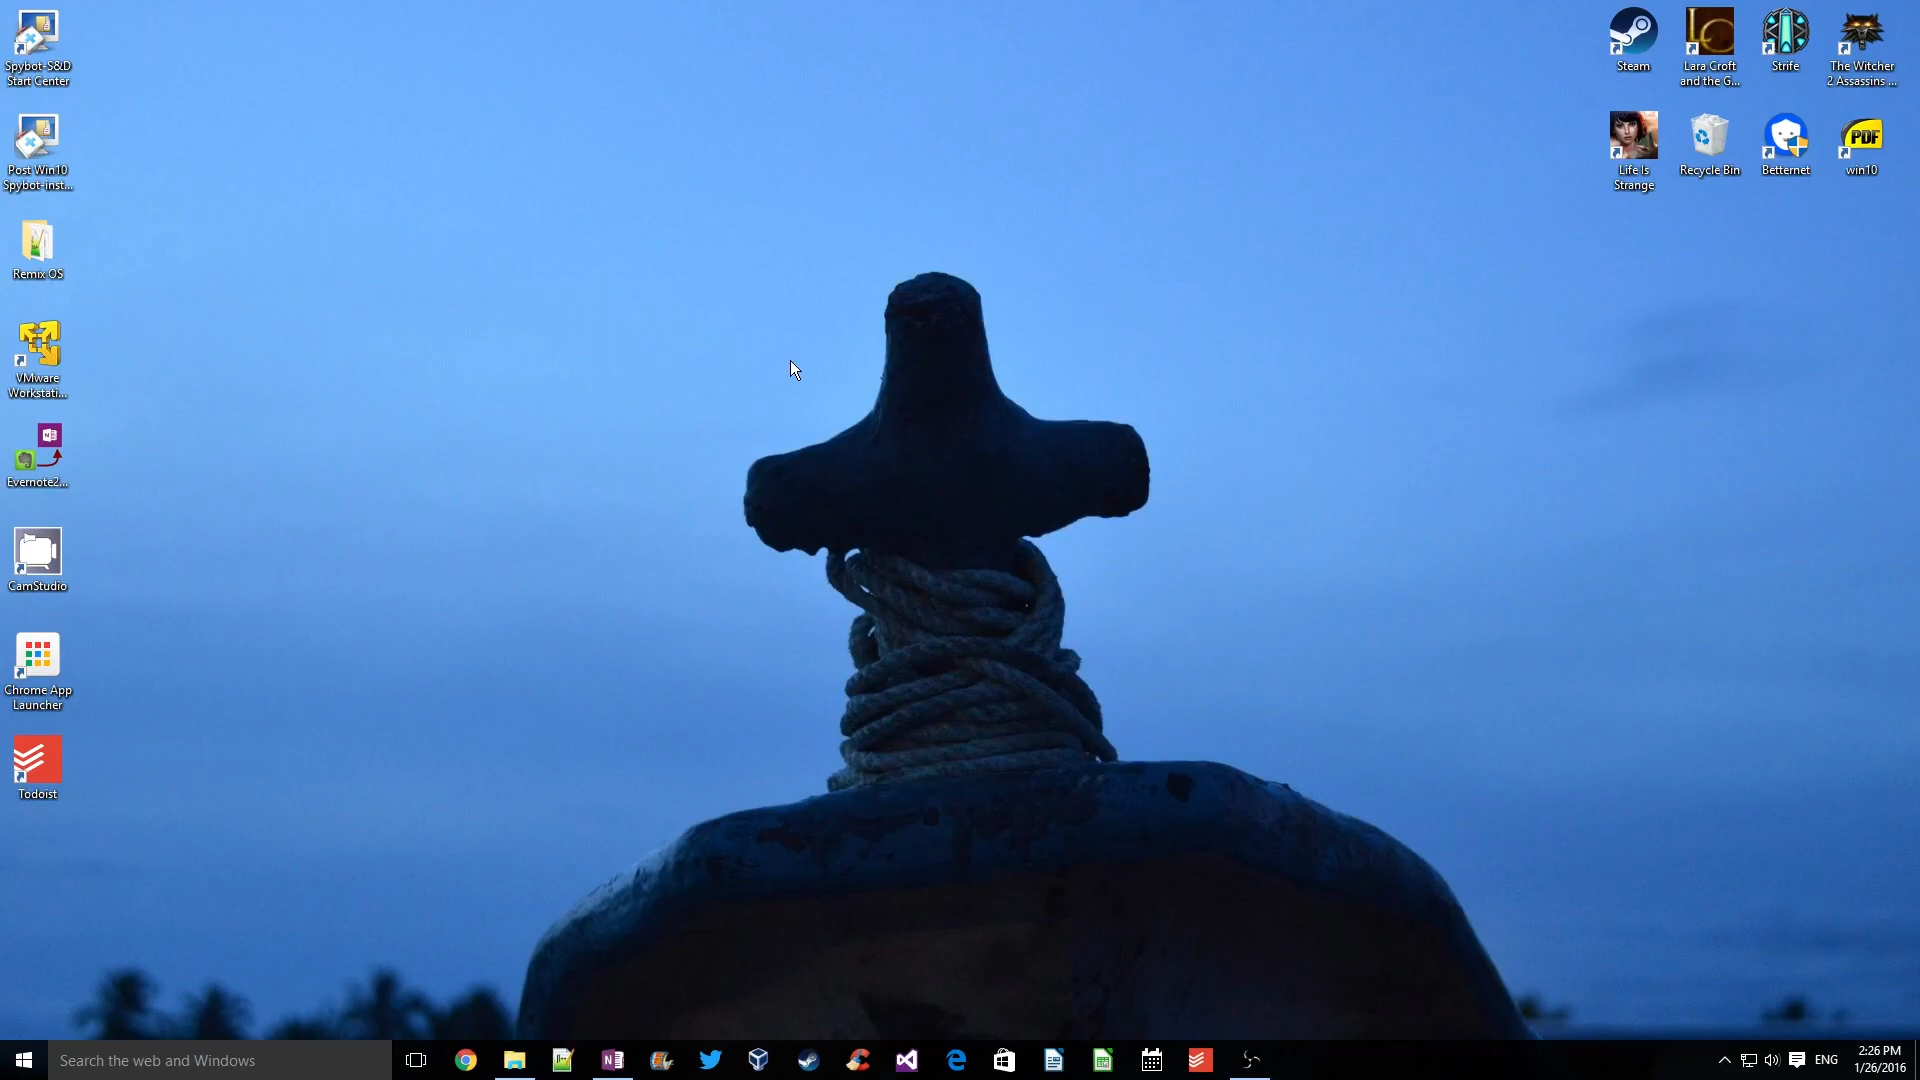 Spybot-S&D
Start Center
Post Win10
Spybot-inst...
Remix OS
VMware
Workstati...
Evernote2...
CamStudio
Chrome App
Launcher
Todoist
Steam
Lara Croft
and the G...
Strife
The Witcher
2 Assassins ...
Life Is
Strange
Recycle Bin
Betternet
PDF
win10
Search the web and Windows
ENG
2:26 PM
1/26/2016